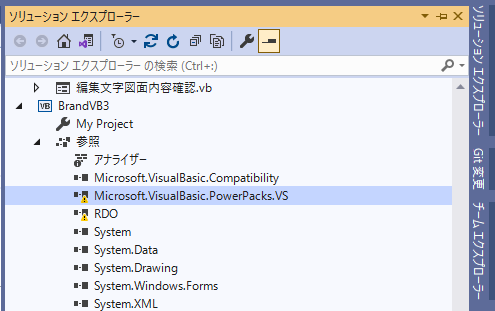 ソリューション エクスプローラー
ソリューション エクスプローラー の検索 (Ctrl+:)
編集文字図面内容確認.vb
VB BrandVB3
My Project
参照
アナライザー
Microsoft.VisualBasic.Compatibility
Microsoft.VisualBasic.PowerPacks.VS
RDO
System
System.Data
System.Drawing
System.Windows.Forms
System.XML
ソリューション エクスプローラー
Git 変更
チーム エクスプローラー